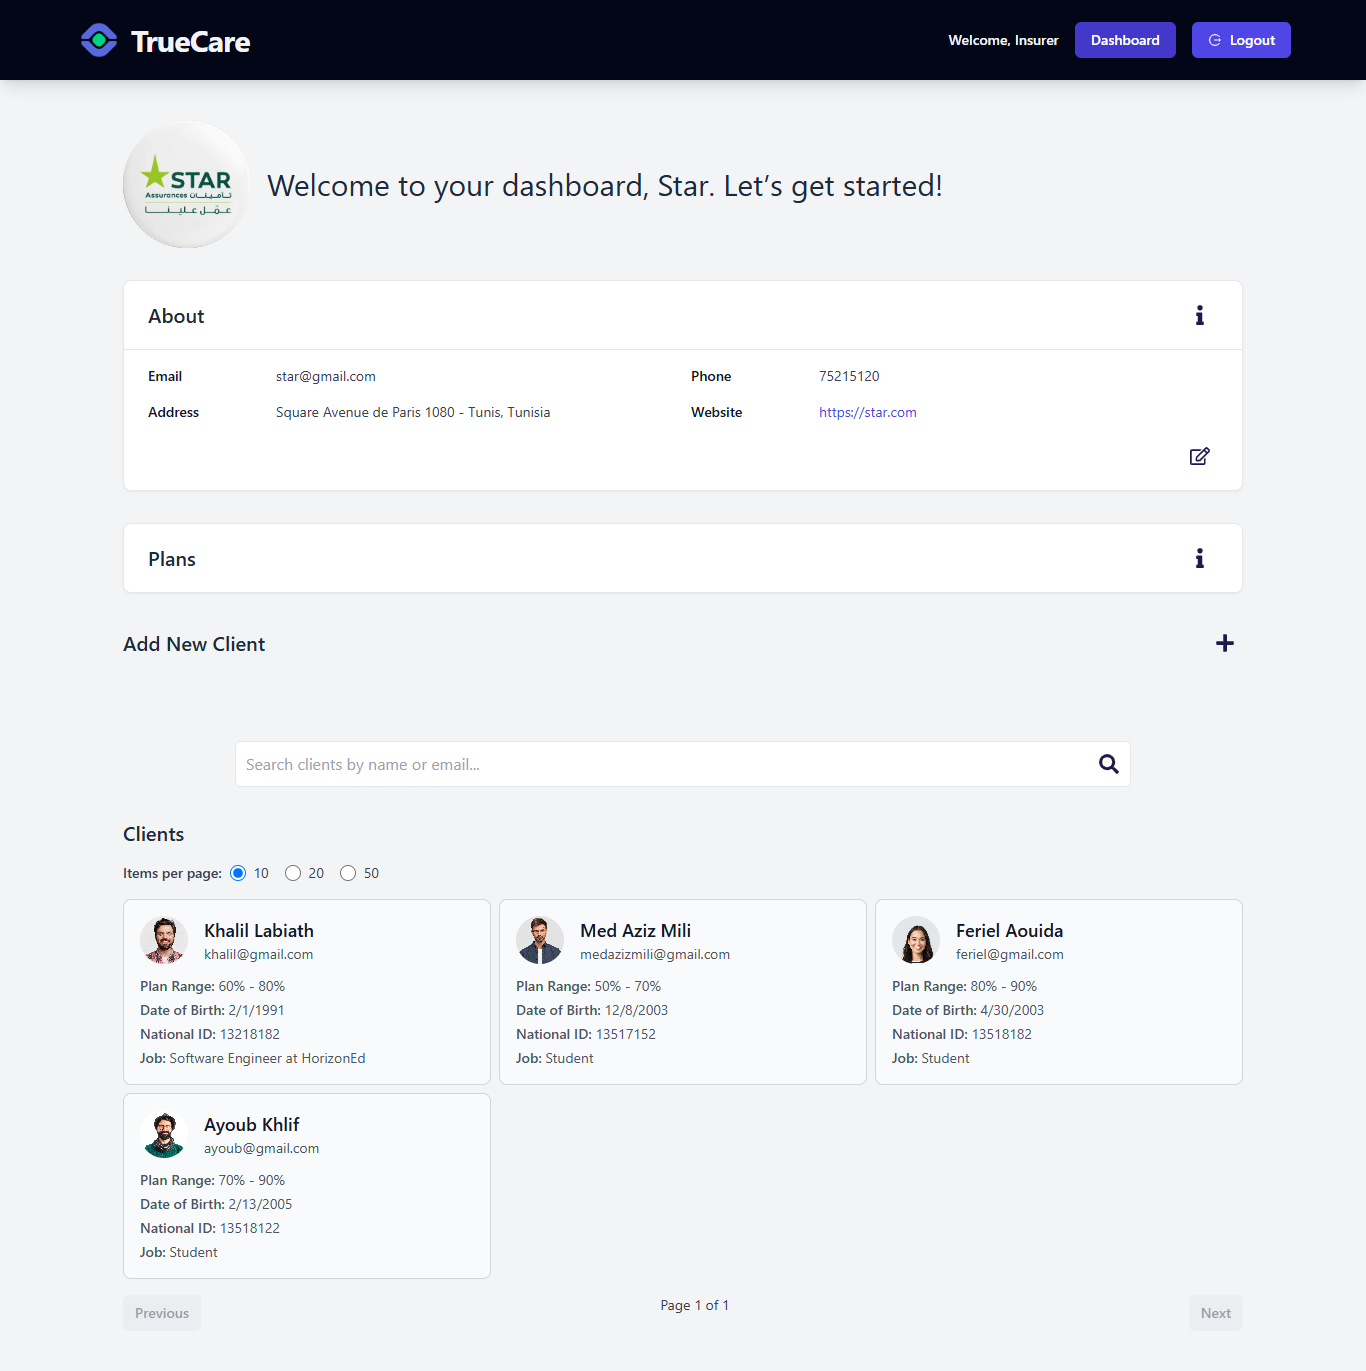 TrueCare
Welcome, Insurer
Dashboard
Logout
STAR
Assurances تأمينات
عمّل علينا
Welcome to your dashboard, Star. Let’s get started!
About
Email star@gmail.com Phone 75215120
Address Square Avenue de Paris 1080 - Tunis, Tunisia Website https://star.com
Plans
Add New Client
Search clients by name or email...
Clients
Items per page: 10 20 50
Khalil Labiath
khalil@gmail.com
Plan Range: 60% - 80%
Date of Birth: 2/1/1991
National ID: 13218182
Job: Software Engineer at HorizonEd
Med Aziz Mili
medazizmili@gmail.com
Plan Range: 50% - 70%
Date of Birth: 12/8/2003
National ID: 13517152
Job: Student
Feriel Aouida
feriel@gmail.com
Plan Range: 80% - 90%
Date of Birth: 4/30/2003
National ID: 13518182
Job: Student
Ayoub Khlif
ayoub@gmail.com
Plan Range: 70% - 90%
Date of Birth: 2/13/2005
National ID: 13518122
Job: Student
Previous
Page 1 of 1
Next